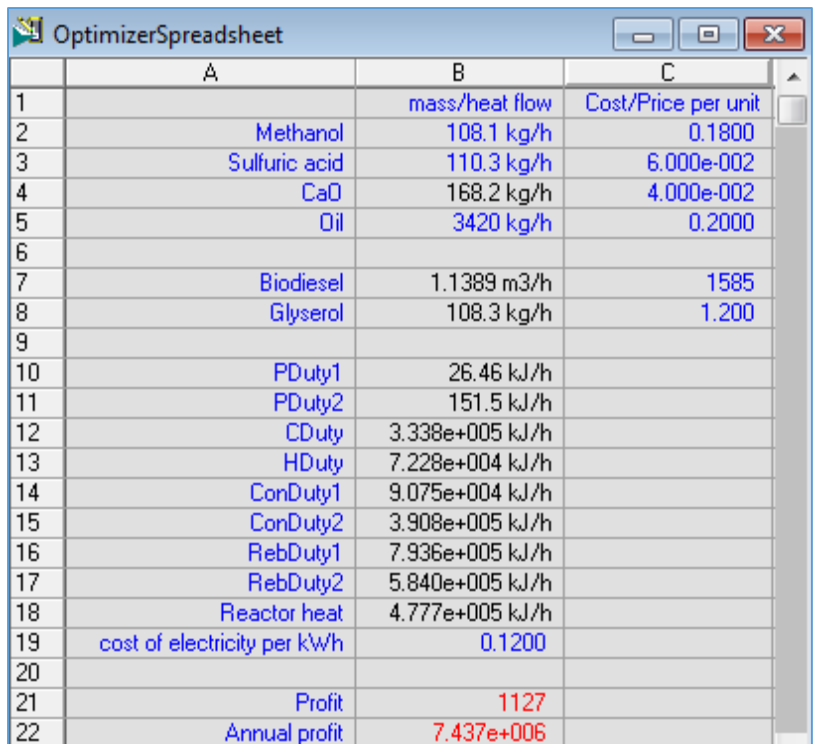 OptimizerSpreadsheet
A B C
1 mass/heat flow Cost/Price per unit
2 Methanol 108.1 kg/h 0.1800
3 Sulfuric acid 110.3 kg/h 6.000e-002
4 CaO 168.2 kg/h 4.000e-002
5 Oil 3420 kg/h 0.2000
6
7 Biodiesel 1.1389 m3/h 1585
8 Glyserol 108.3 kg/h 1.200
9
10 PDuty1 26.46 kJ/h
11 PDuty2 151.5 kJ/h
12 CDuty 3.338e+005 kJ/h
13 HDuty 7.228e+004 kJ/h
14 ConDuty1 9.075e+004 kJ/h
15 ConDuty2 3.908e+005 kJ/h
16 RebDuty1 7.936e+005 kJ/h
17 RebDuty2 5.840e+005 kJ/h
18 Reactor heat 4.777e+005 kJ/h
19 cost of electricity per kWh 0.1200
20
21 Profit 1127
22 Annual profit 7.437e+006